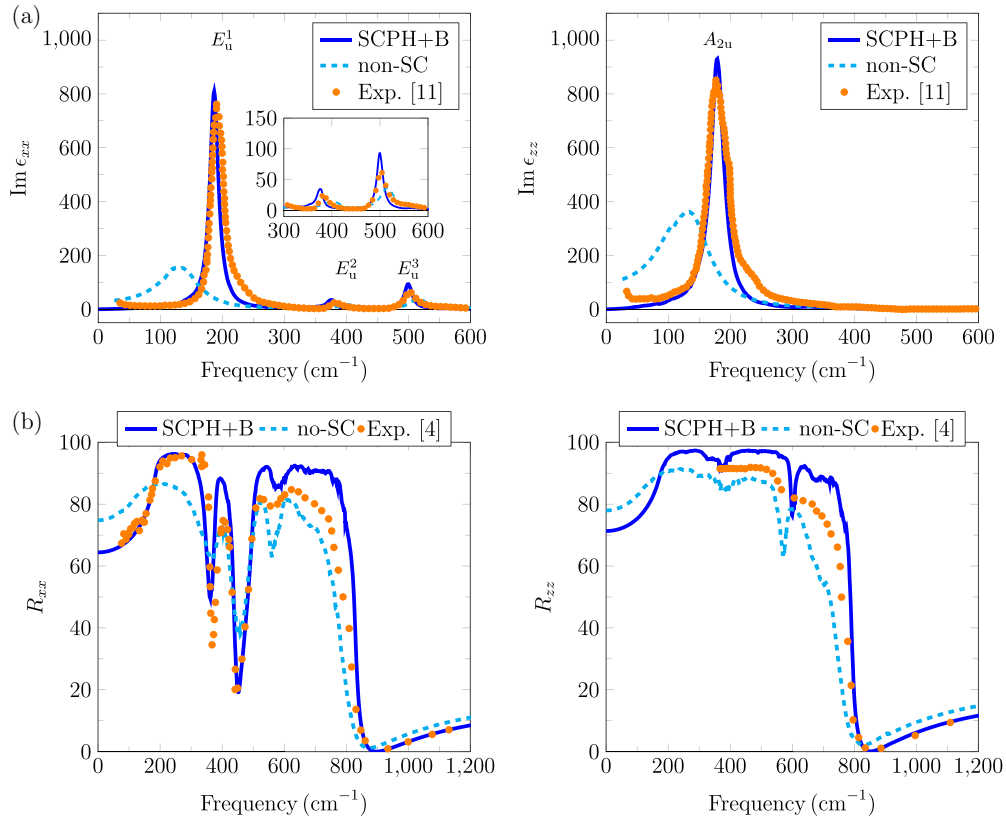 (a)
1,000
800
600
400
200
0
Im ϵxx
E¹u
SCPH+B
non-SC
Exp. [11]
150
100
50
0
300 400 500 600
E²u E³u
0 100 200 300 400 500 600
Frequency (cm⁻¹)
1,000
800
600
400
200
0
Im ϵzz
A2u
SCPH+B
non-SC
Exp. [11]
0 100 200 300 400 500 600
Frequency (cm⁻¹)
(b)
SCPH+B no-SC Exp. [4]
100
80
60
40
20
0
Rxx
0 200 400 600 800 1,000 1,200
Frequency (cm⁻¹)
SCPH+B non-SC Exp. [4]
100
80
60
40
20
0
Rzz
0 200 400 600 800 1,000 1,200
Frequency (cm⁻¹)